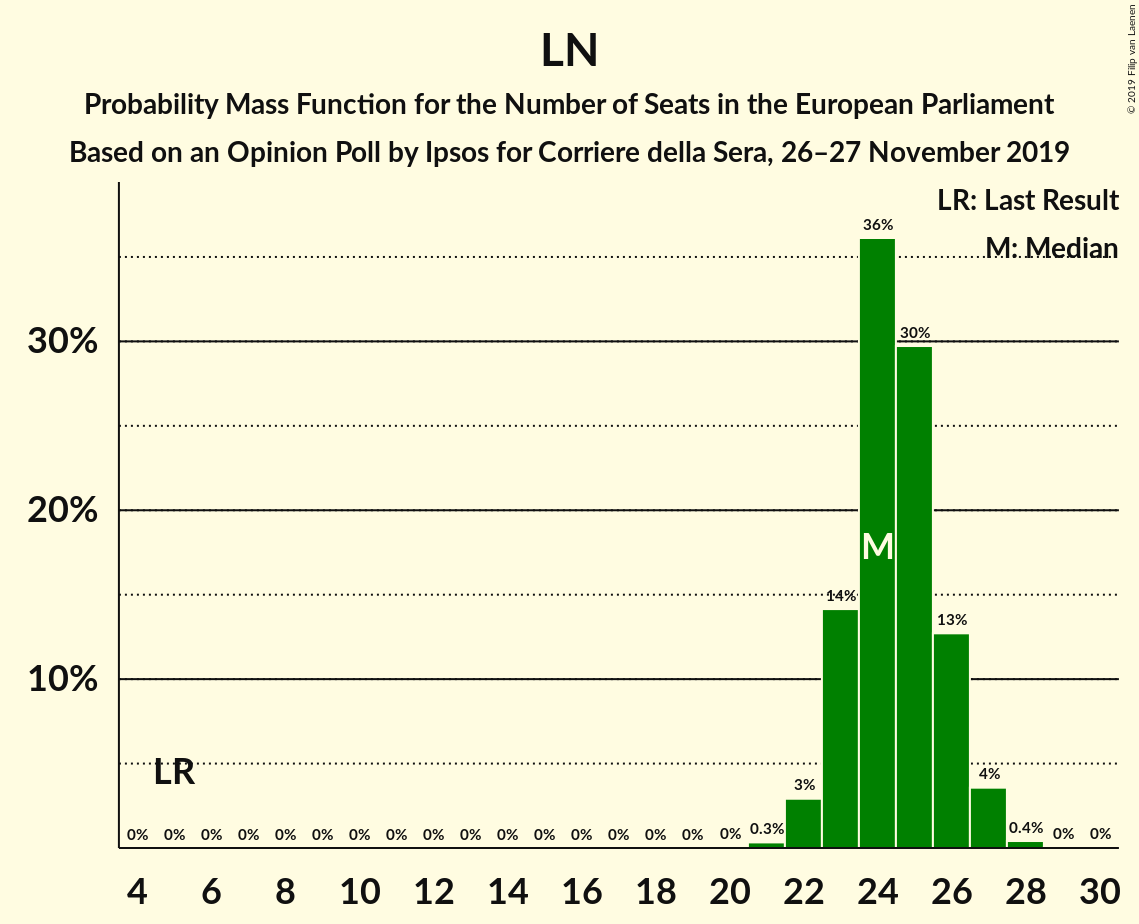 LN
Probability Mass Function for the Number of Seats in the European Parliament
Based on an Opinion Poll by Ipsos for Corriere della Sera, 26–27 November 2019
© 2019 Filip van Laenen
LR: Last Result
M: Median
36%
30%
30%
20%
M
14%
13%
10%
LR
4%
3%
0% 0% 0% 0% 0% 0% 0% 0% 0% 0% 0% 0% 0% 0% 0% 0% 0% 0.3% 0.4% 0% 0%
4 6 8 10 12 14 16 18 20 22 24 26 28 30